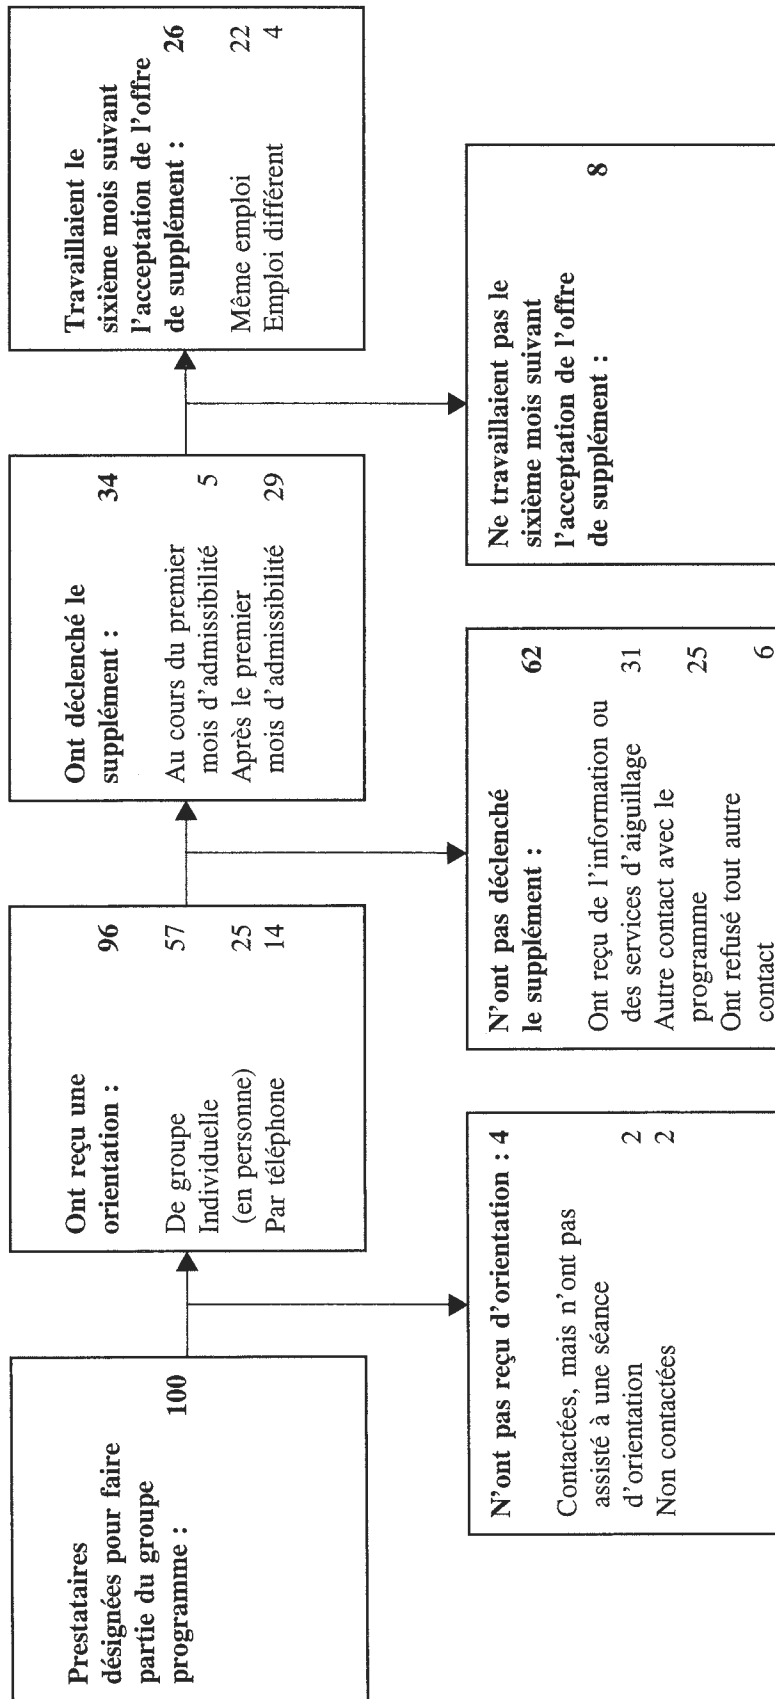 Prestataires
désignées pour faire
partie du groupe
programme : 100
Ont reçu une
orientation : 96
De groupe 57
Individuelle
(en personne) 25
Par téléphone 14
Ont déclenché le
supplément : 34
Au cours du premier
mois d'admissibilité 5
Après le premier
mois d'admissibilité 29
Travaillaient le
sixième mois suivant
l'acceptation de l'offre
de supplément : 26
Même emploi 22
Emploi différent 4
N'ont pas reçu d'orientation : 4
Contactées, mais n'ont pas
assisté à une séance
d'orientation 2
Non contactées 2
N'ont pas déclenché
le supplément : 62
Ont reçu de l'information ou
des services d'aiguillage 31
Autre contact avec le
programme 25
Ont refusé tout autre
contact 6
Ne travaillaient pas le
sixième mois suivant
l'acceptation de l'offre
de supplément : 8